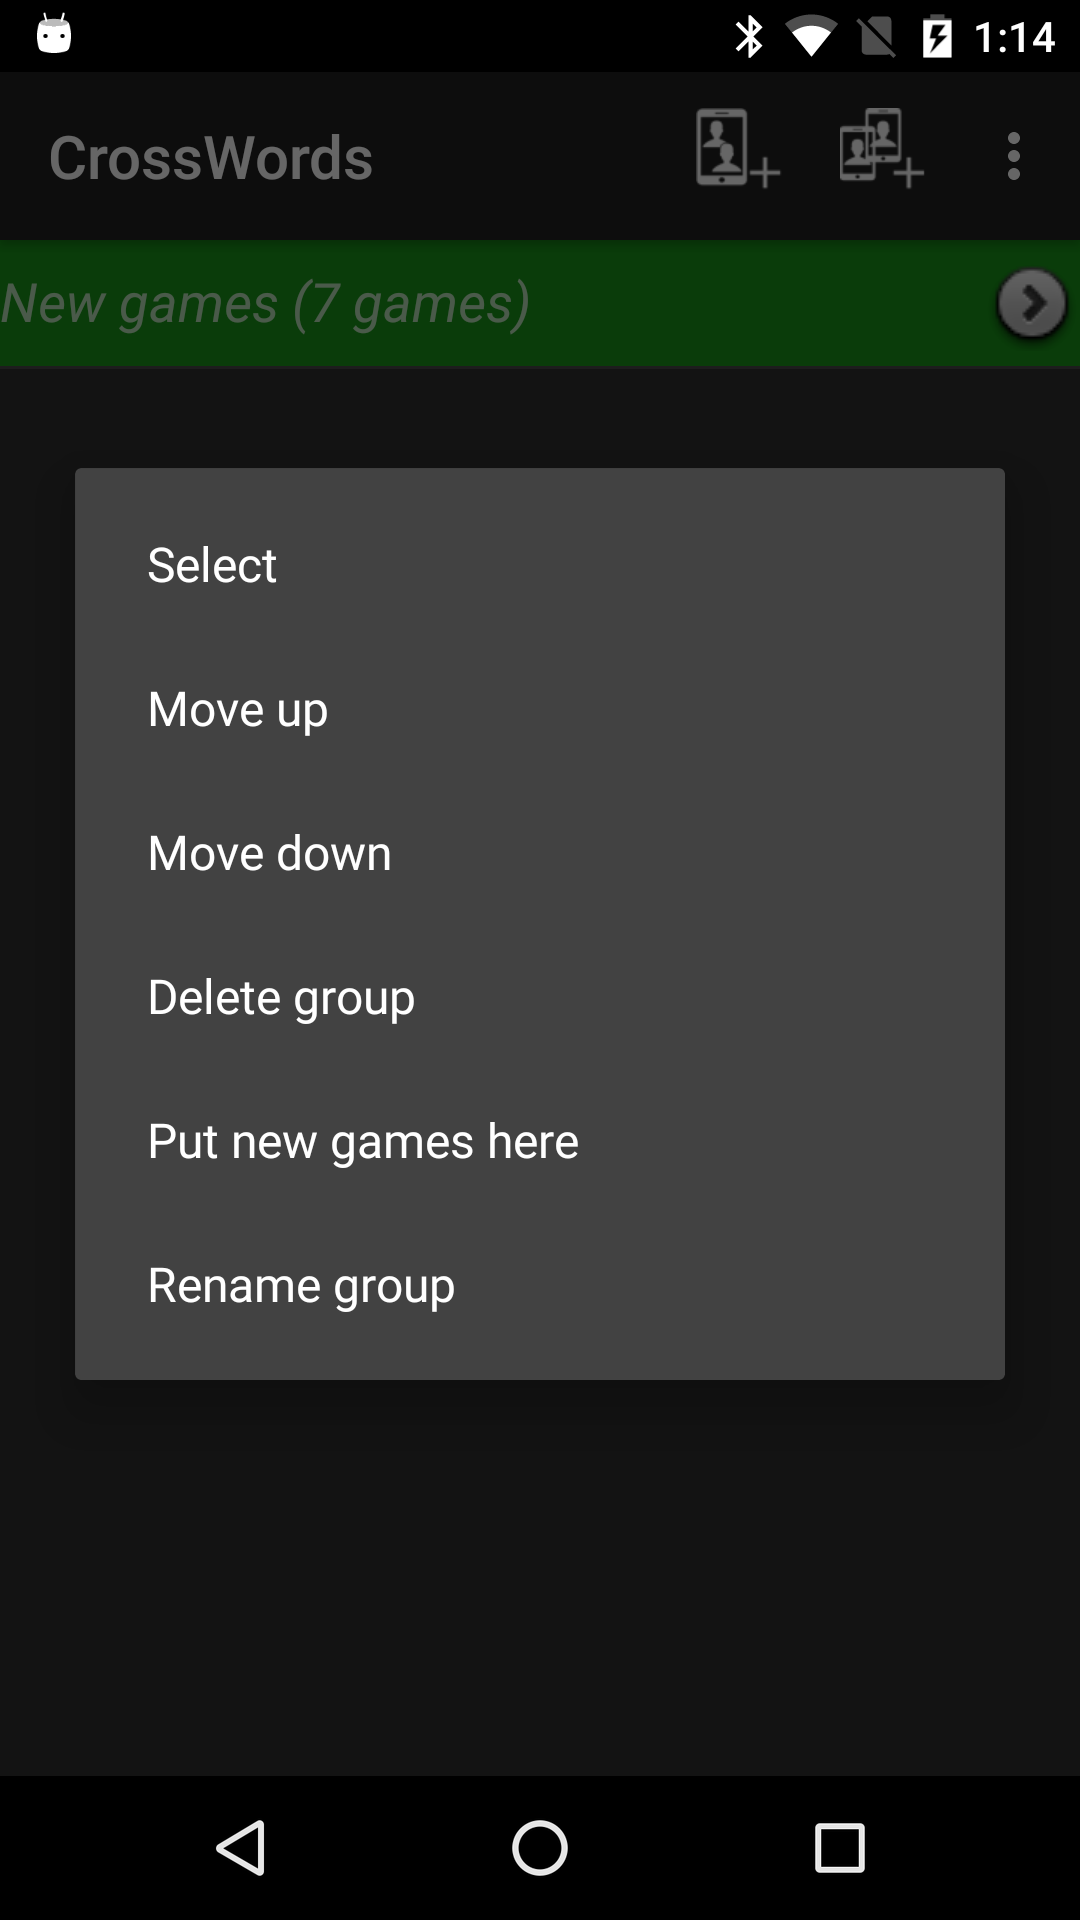 1:14
CrossWords
New games (7 games)
Select
Move up
Move down
Delete group
Put new games here
Rename group